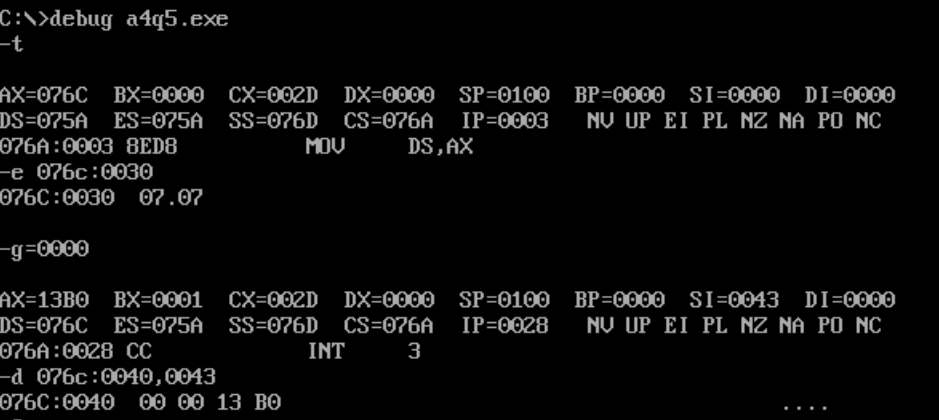 C:\>debug a4q5.exe
-t
AX=076C  BX=0000  CX=002D  DX=0000  SP=0100  BP=0000  SI=0000  DI=0000
DS=075A  ES=075A  SS=076D  CS=076A  IP=0003   NV UP EI PL NZ NA PO NC
076A:0003 8ED8          MOV     DS,AX
-e 076c:0030
076C:0030  07.07
-g=0000
AX=13B0  BX=0001  CX=002D  DX=0000  SP=0100  BP=0000  SI=0043  DI=0000
DS=076C  ES=075A  SS=076D  CS=076A  IP=0028   NV UP EI PL NZ NA PO NC
076A:0028 CC            INT     3
-d 076c:0040,0043
076C:0040  00 00 13 B0                                       ....